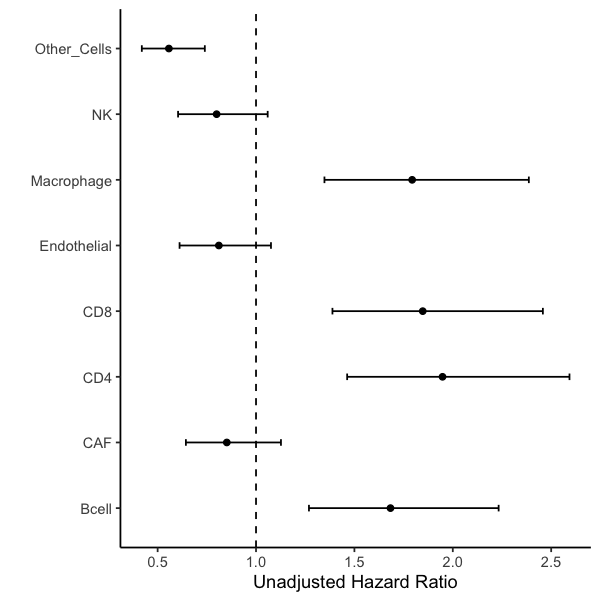 Other_Cells
NK
Macrophage
Endothelial
CD8
CD4
CAF
Bcell
0.5 1.0 1.5 2.0 2.5
Unadjusted Hazard Ratio